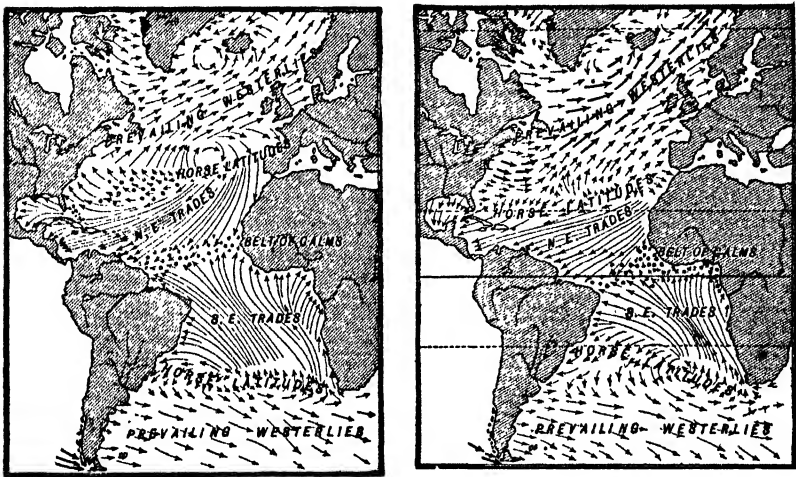 PREVAILING WESTERLIES
HORSE LATITUDES
N.E. TRADES
BELT OF CALMS
S.E. TRADES
HORSE LATITUDES
PREVAILING WESTERLIES
PREVAILING WESTERLIES
HORSE LATITUDES
N.E. TRADES
BELT OF CALMS
S.E. TRADES
HORSE LATITUDES
PREVAILING WESTERLIES